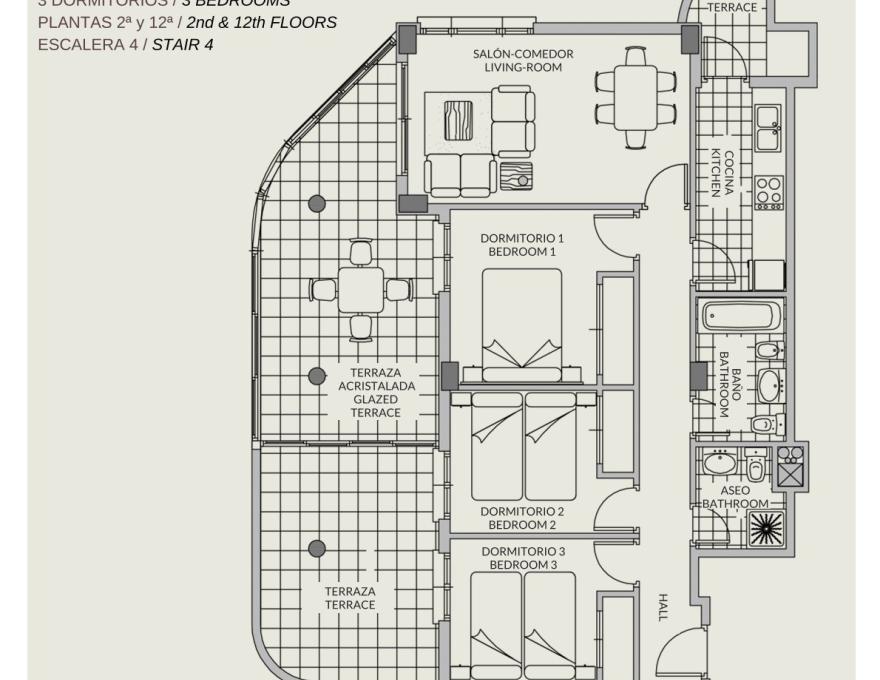 3 DORMITORIOS / 3 BEDROOMS
PLANTAS 2ª y 12ª / 2nd & 12th FLOORS
ESCALERA 4 / STAIR 4
TERRACE
SALÓN-COMEDOR
LIVING-ROOM
COCINA
KITCHEN
DORMITORIO 1
BEDROOM 1
TERRAZA
ACRISTALADA
GLAZED
TERRACE
BAÑO
BATHROOM
ASEO
BATHROOM
DORMITORIO 2
BEDROOM 2
DORMITORIO 3
BEDROOM 3
TERRAZA
TERRACE
HALL